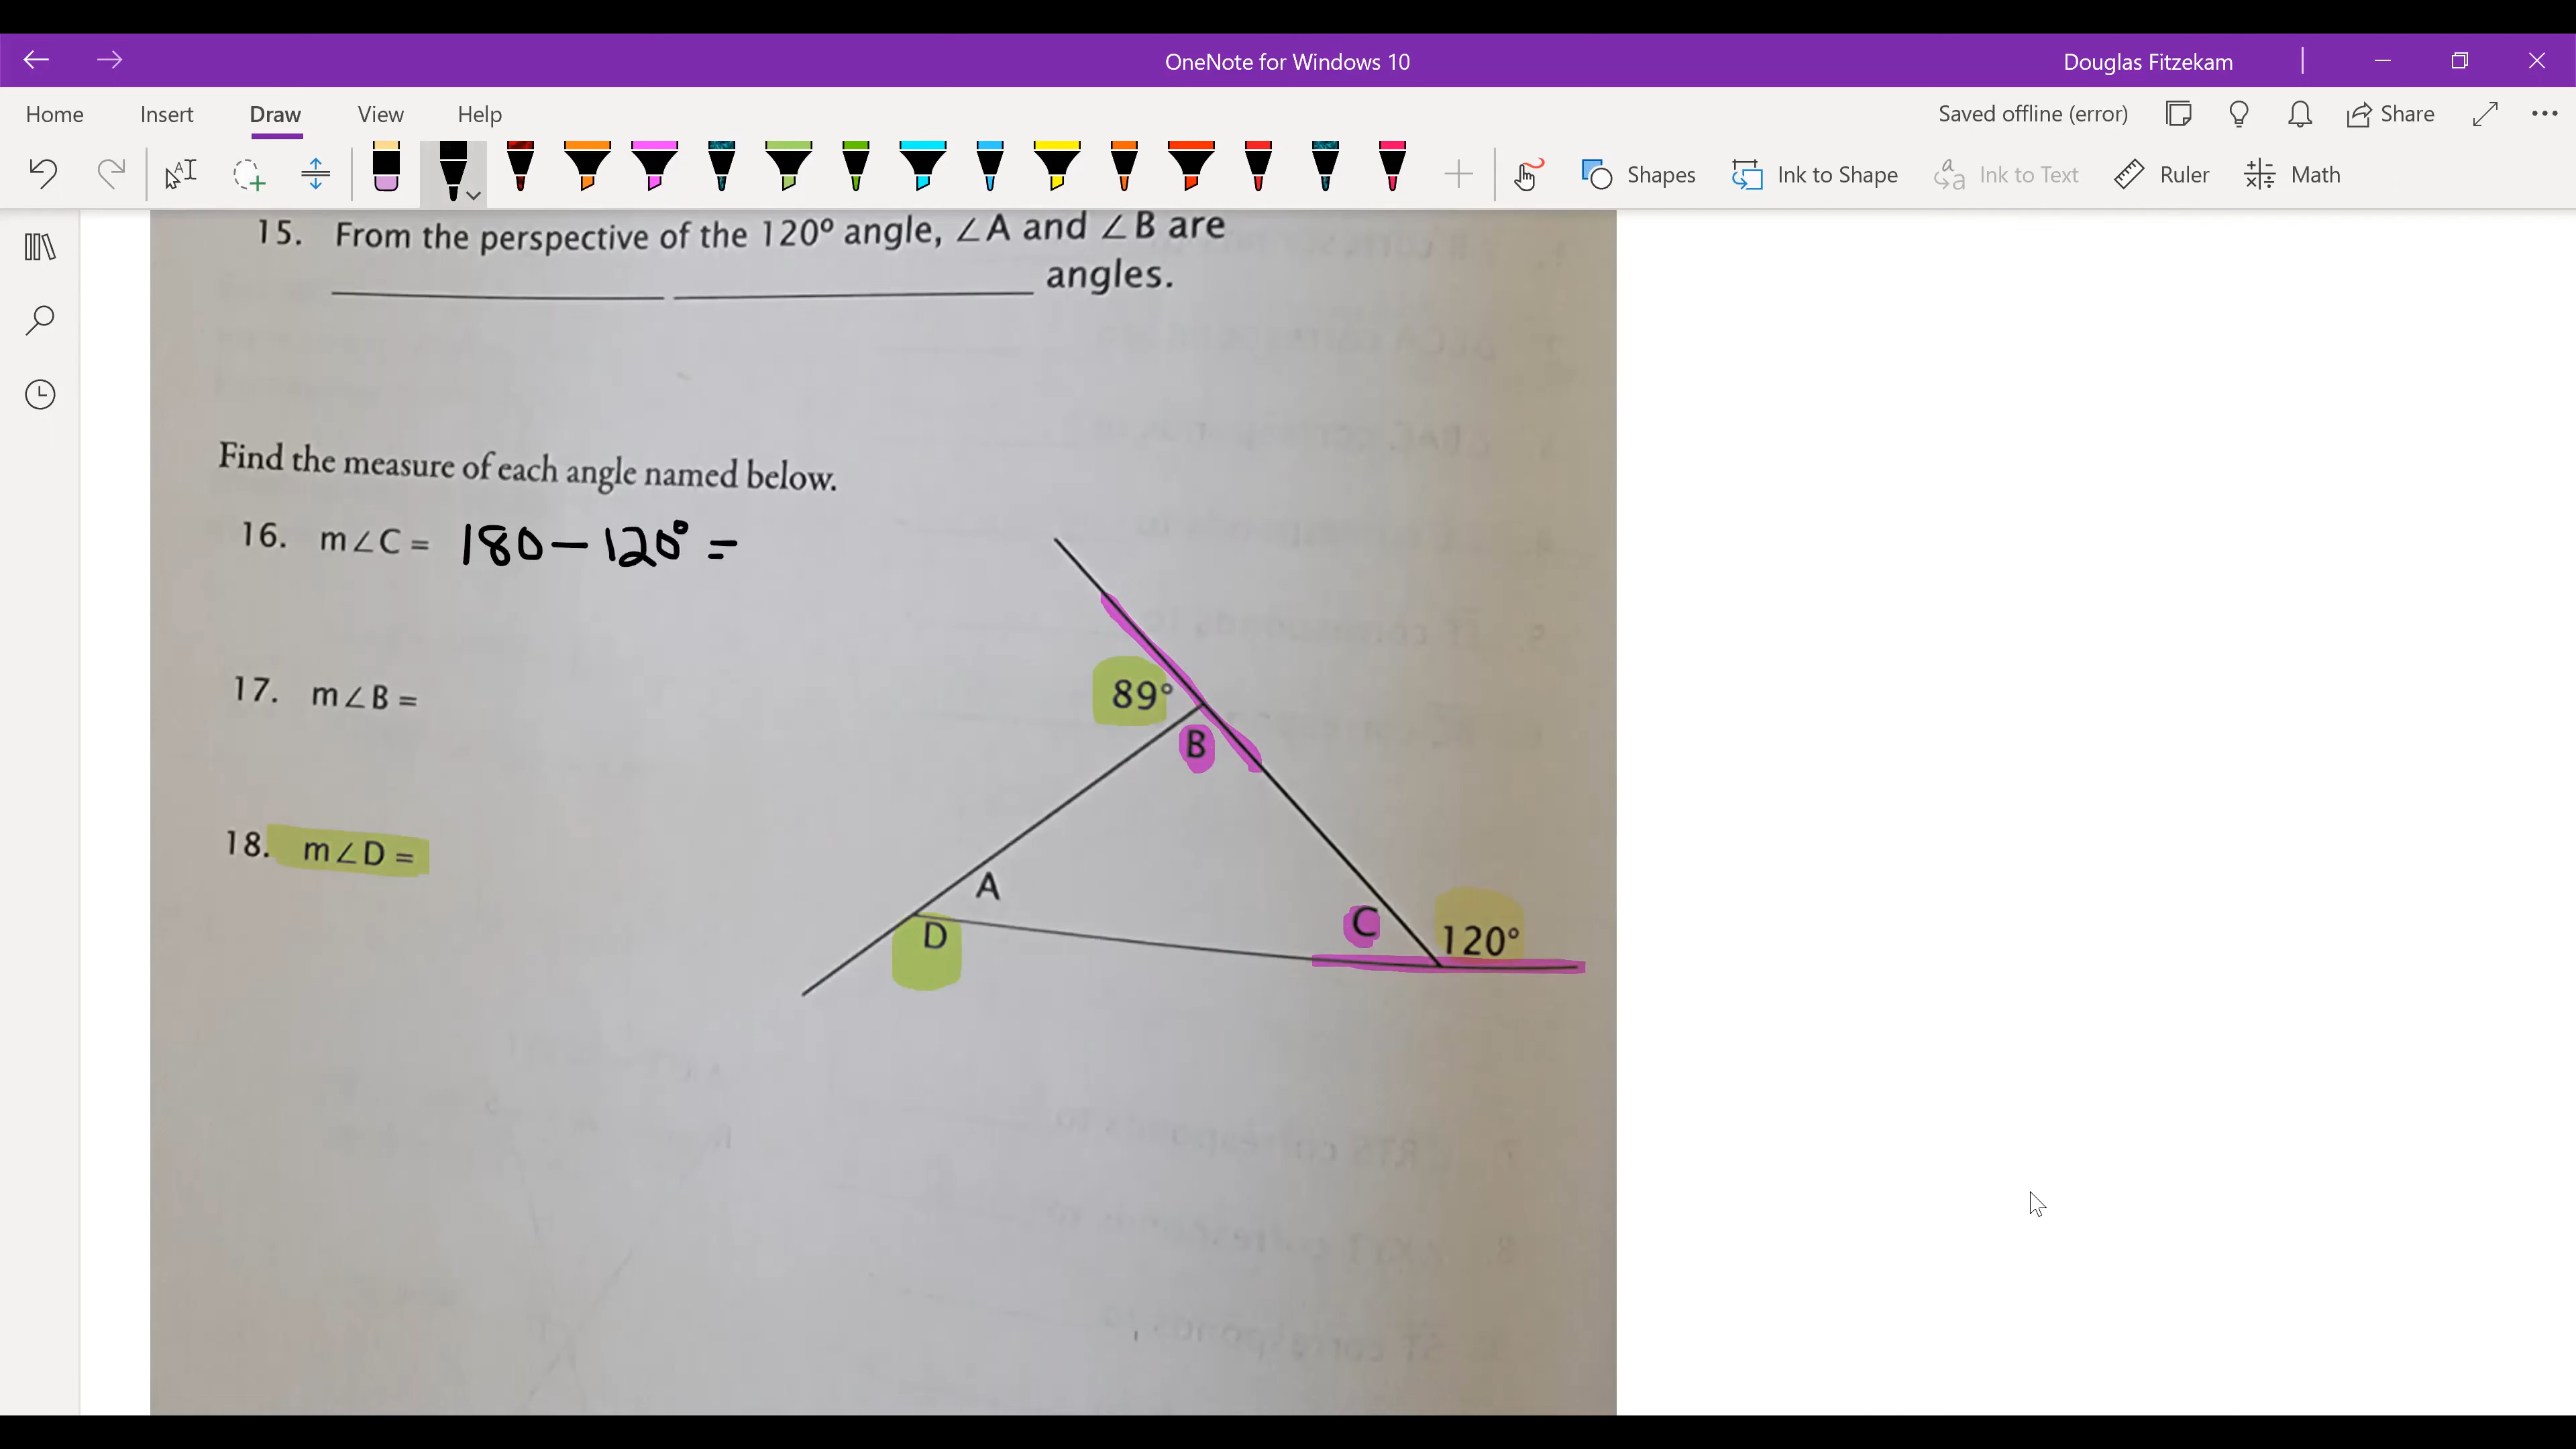 OneNote for Windows 10
Douglas Fitzekam
Home Insert Draw View Help
Saved offline (error)
Share
Shapes
Ink to Shape
Ink to Text
Ruler
Math
15. From the perspective of the 120º angle, ∠A and ∠B are
angles.
Find the measure of each angle named below.
16. m∠C = 180 - 120° =
17. m∠B =
18. m∠D =
89°
B
A
D
C
120°